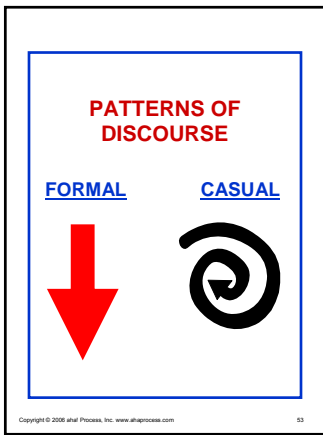 PATTERNS OF
DISCOURSE
FORMAL CASUAL
Copyright © 2006 aha! Process, Inc. www.ahaprocess.com 53